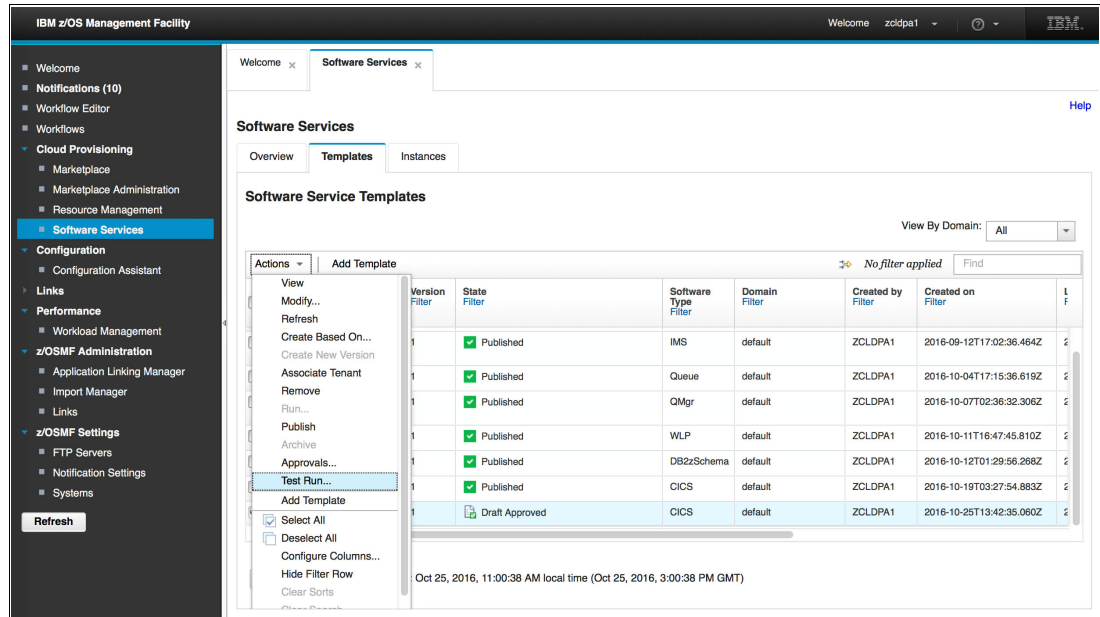 IBM z/OS Management Facility
Welcome zcldpa1
IBM.
Welcome
Notifications (10)
Workflow Editor
Workflows
Cloud Provisioning
Marketplace
Marketplace Administration
Resource Management
Software Services
Configuration
Configuration Assistant
Links
Performance
Workload Management
z/OSMF Administration
Application Linking Manager
Import Manager
Links
z/OSMF Settings
FTP Servers
Notification Settings
Systems
Refresh
Welcome
Software Services
Help
Software Services
Overview Templates Instances
Software Service Templates
View By Domain: All
Actions Add Template
No filter applied Find
Version State Software Type Domain Created by Created on
Filter Filter Filter Filter Filter Filter
1 Published IMS default ZCLDPA1 2016-09-12T17:02:36.464Z 2
1 Published Queue default ZCLDPA1 2016-10-04T17:15:36.619Z 2
1 Published QMgr default ZCLDPA1 2016-10-07T02:36:32.306Z 2
1 Published WLP default ZCLDPA1 2016-10-11T16:47:45.810Z 2
1 Published DB2zSchema default ZCLDPA1 2016-10-12T01:29:56.268Z 2
1 Published CICS default ZCLDPA1 2016-10-19T03:27:54.883Z 2
1 Draft Approved CICS default ZCLDPA1 2016-10-25T13:42:35.060Z 2
View
Modify...
Refresh
Create Based On...
Create New Version
Associate Tenant
Remove
Run...
Publish
Archive
Approvals...
Test Run...
Add Template
Select All
Deselect All
Configure Columns...
Hide Filter Row
Clear Sorts
: Oct 25, 2016, 11:00:38 AM local time (Oct 25, 2016, 3:00:38 PM GMT)